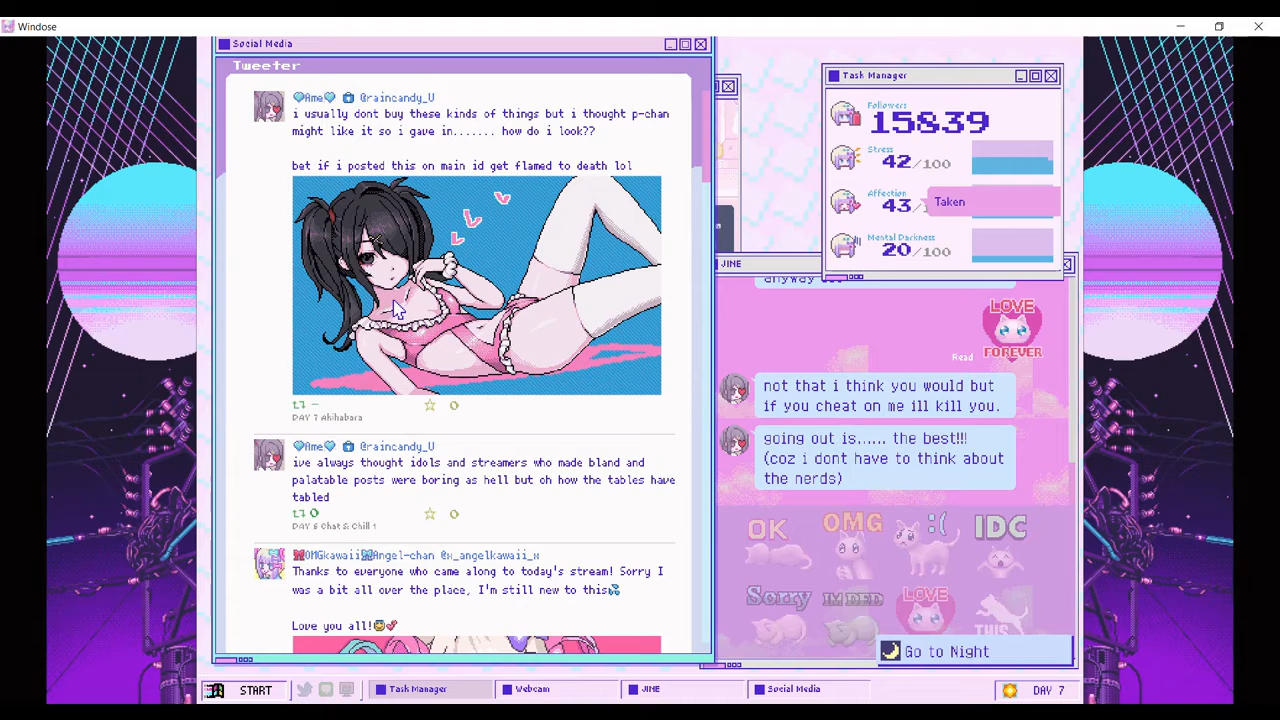 Windose
Social Media
Tweeter
Ame @raincandy_U
i usually dont buy these kinds of things but i thought p-chan
might like it so i gave in....... how do i look??
bet if i posted this on main id get flamed to death lol
DAY 7 Akihabara
0
Ame @raincandy_U
ive always thought idols and streamers who made bland and
palatable posts were boring as hell but oh how the tables have
tabled
0
0
DAY 6 Chat & Chill 1
OMGkawaiiAngel-chan @x_angelkawaii_x
Thanks to everyone who came along to today's stream! Sorry I
was a bit all over the place, I'm still new to this
Love you all!
Task Manager
Followers
15839
Stress
42/100
Affection
43/
Taken
Mental Darkness
20/100
JINE
LOVE
FOREVER
Read
not that i think you would but
if you cheat on me ill kill you.
going out is...... the best!!!
(coz i dont have to think about
the nerds)
OK
OMG
:(
IDC
Sorry
IM DED
LOVE
THIS
Go to Night
START
Task Manager
Webcam
JINE
Social Media
DAY 7